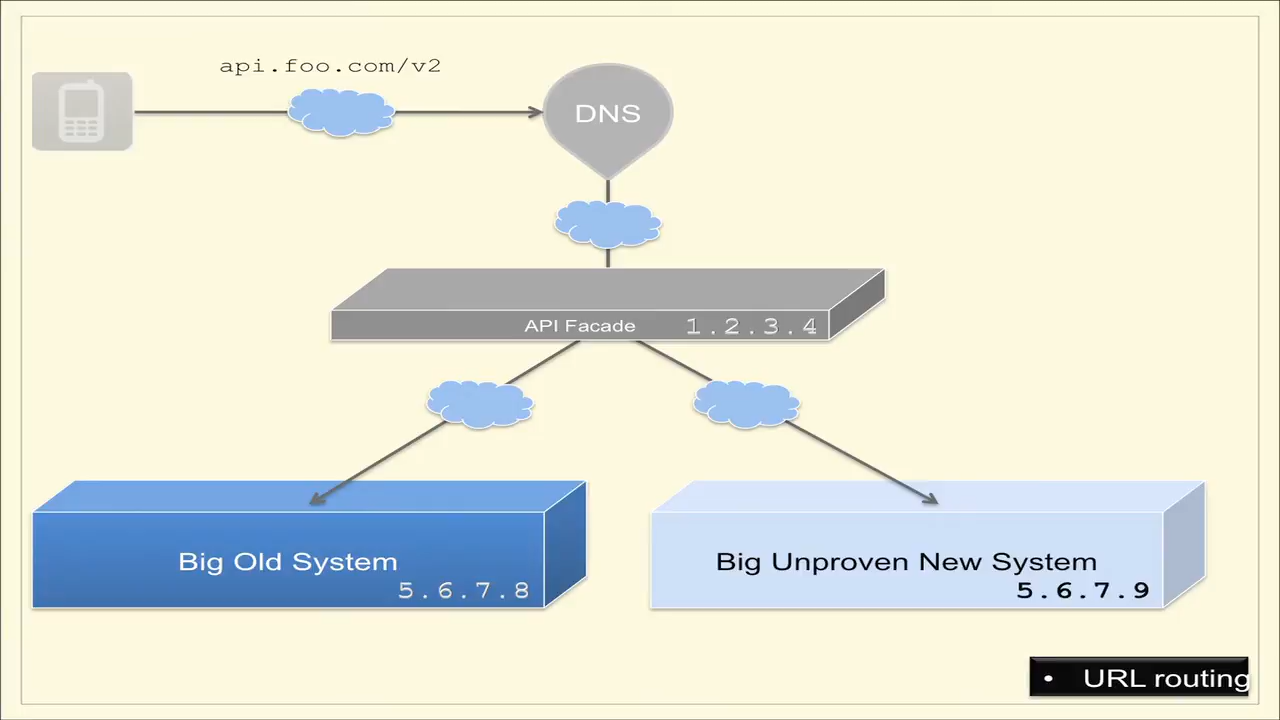 api.foo.com/v2
DNS
API Facade 1.2.3.4
Big Old System
5.6.7.8
Big Unproven New System
5.6.7.9
• URL routing